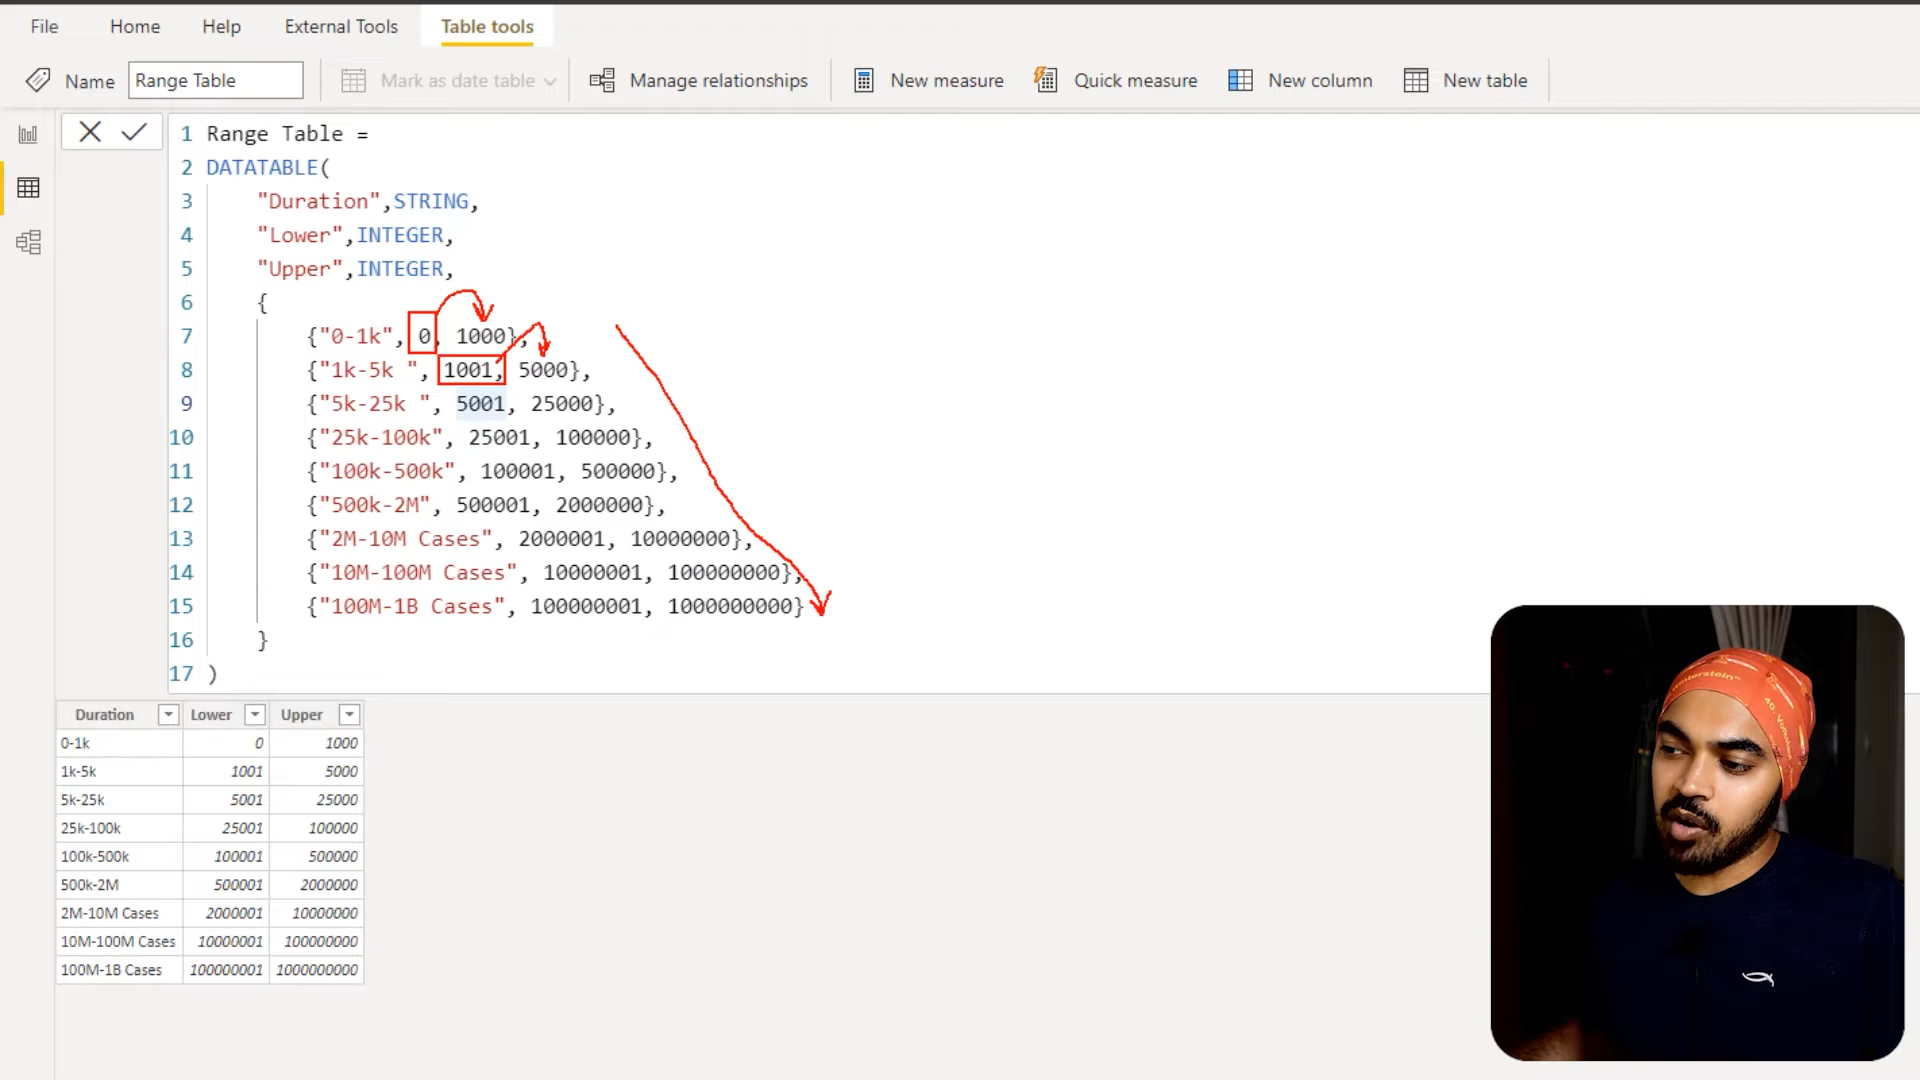 File Home Help External Tools Table tools
Name Range Table Mark as date table Manage relationships New measure Quick measure New column New table
1 Range Table =
2 DATATABLE(
3 "Duration",STRING,
4 "Lower",INTEGER,
5 "Upper",INTEGER,
6 {
7 {"0-1k", 0, 1000},
8 {"1k-5k ", 1001, 5000},
9 {"5k-25k ", 5001, 25000},
10 {"25k-100k", 25001, 100000},
11 {"100k-500k", 100001, 500000},
12 {"500k-2M", 500001, 2000000},
13 {"2M-10M Cases", 2000001, 10000000},
14 {"10M-100M Cases", 10000001, 100000000},
15 {"100M-1B Cases", 100000001, 1000000000}
16 }
17 )
Duration Lower Upper
0-1k 0 1000
1k-5k 1001 5000
5k-25k 5001 25000
25k-100k 25001 100000
100k-500k 100001 500000
500k-2M 500001 2000000
2M-10M Cases 2000001 10000000
10M-100M Cases 10000001 100000000
100M-1B Cases 100000001 1000000000